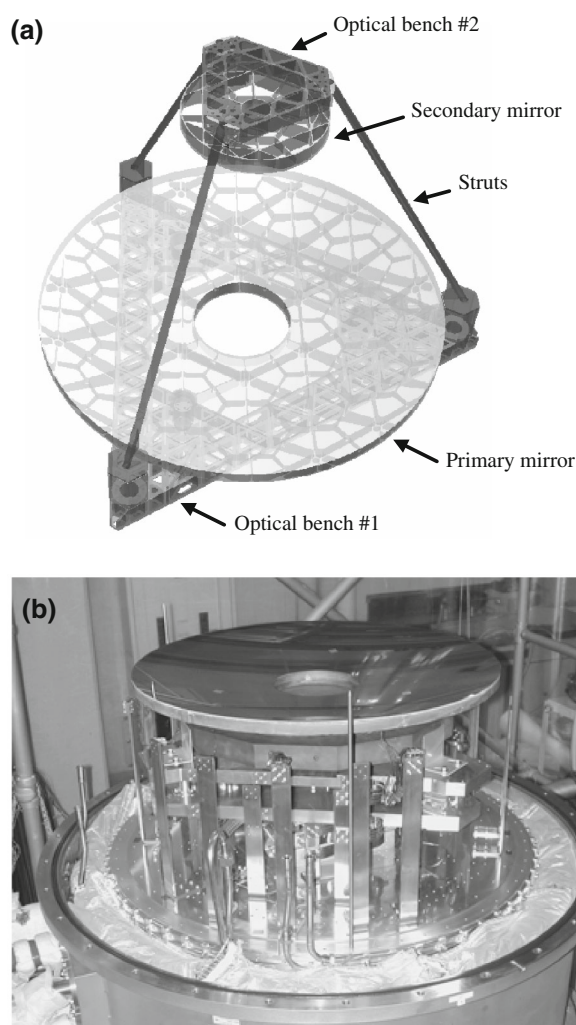 (a)
Optical bench #2
Secondary mirror
Struts
Primary mirror
Optical bench #1
(b)